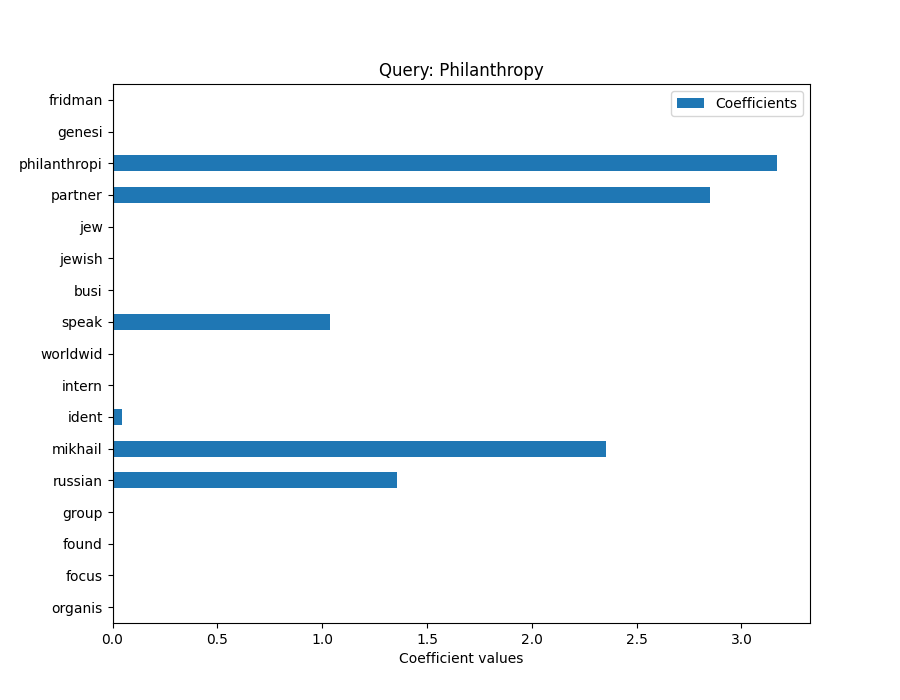 Query: Philanthropy
Coefficients
fridman
genesi
philanthropi
partner
jew
jewish
busi
speak
worldwid
intern
ident
mikhail
russian
group
found
focus
organis
0.0 0.5 1.0 1.5 2.0 2.5 3.0
Coefficient values